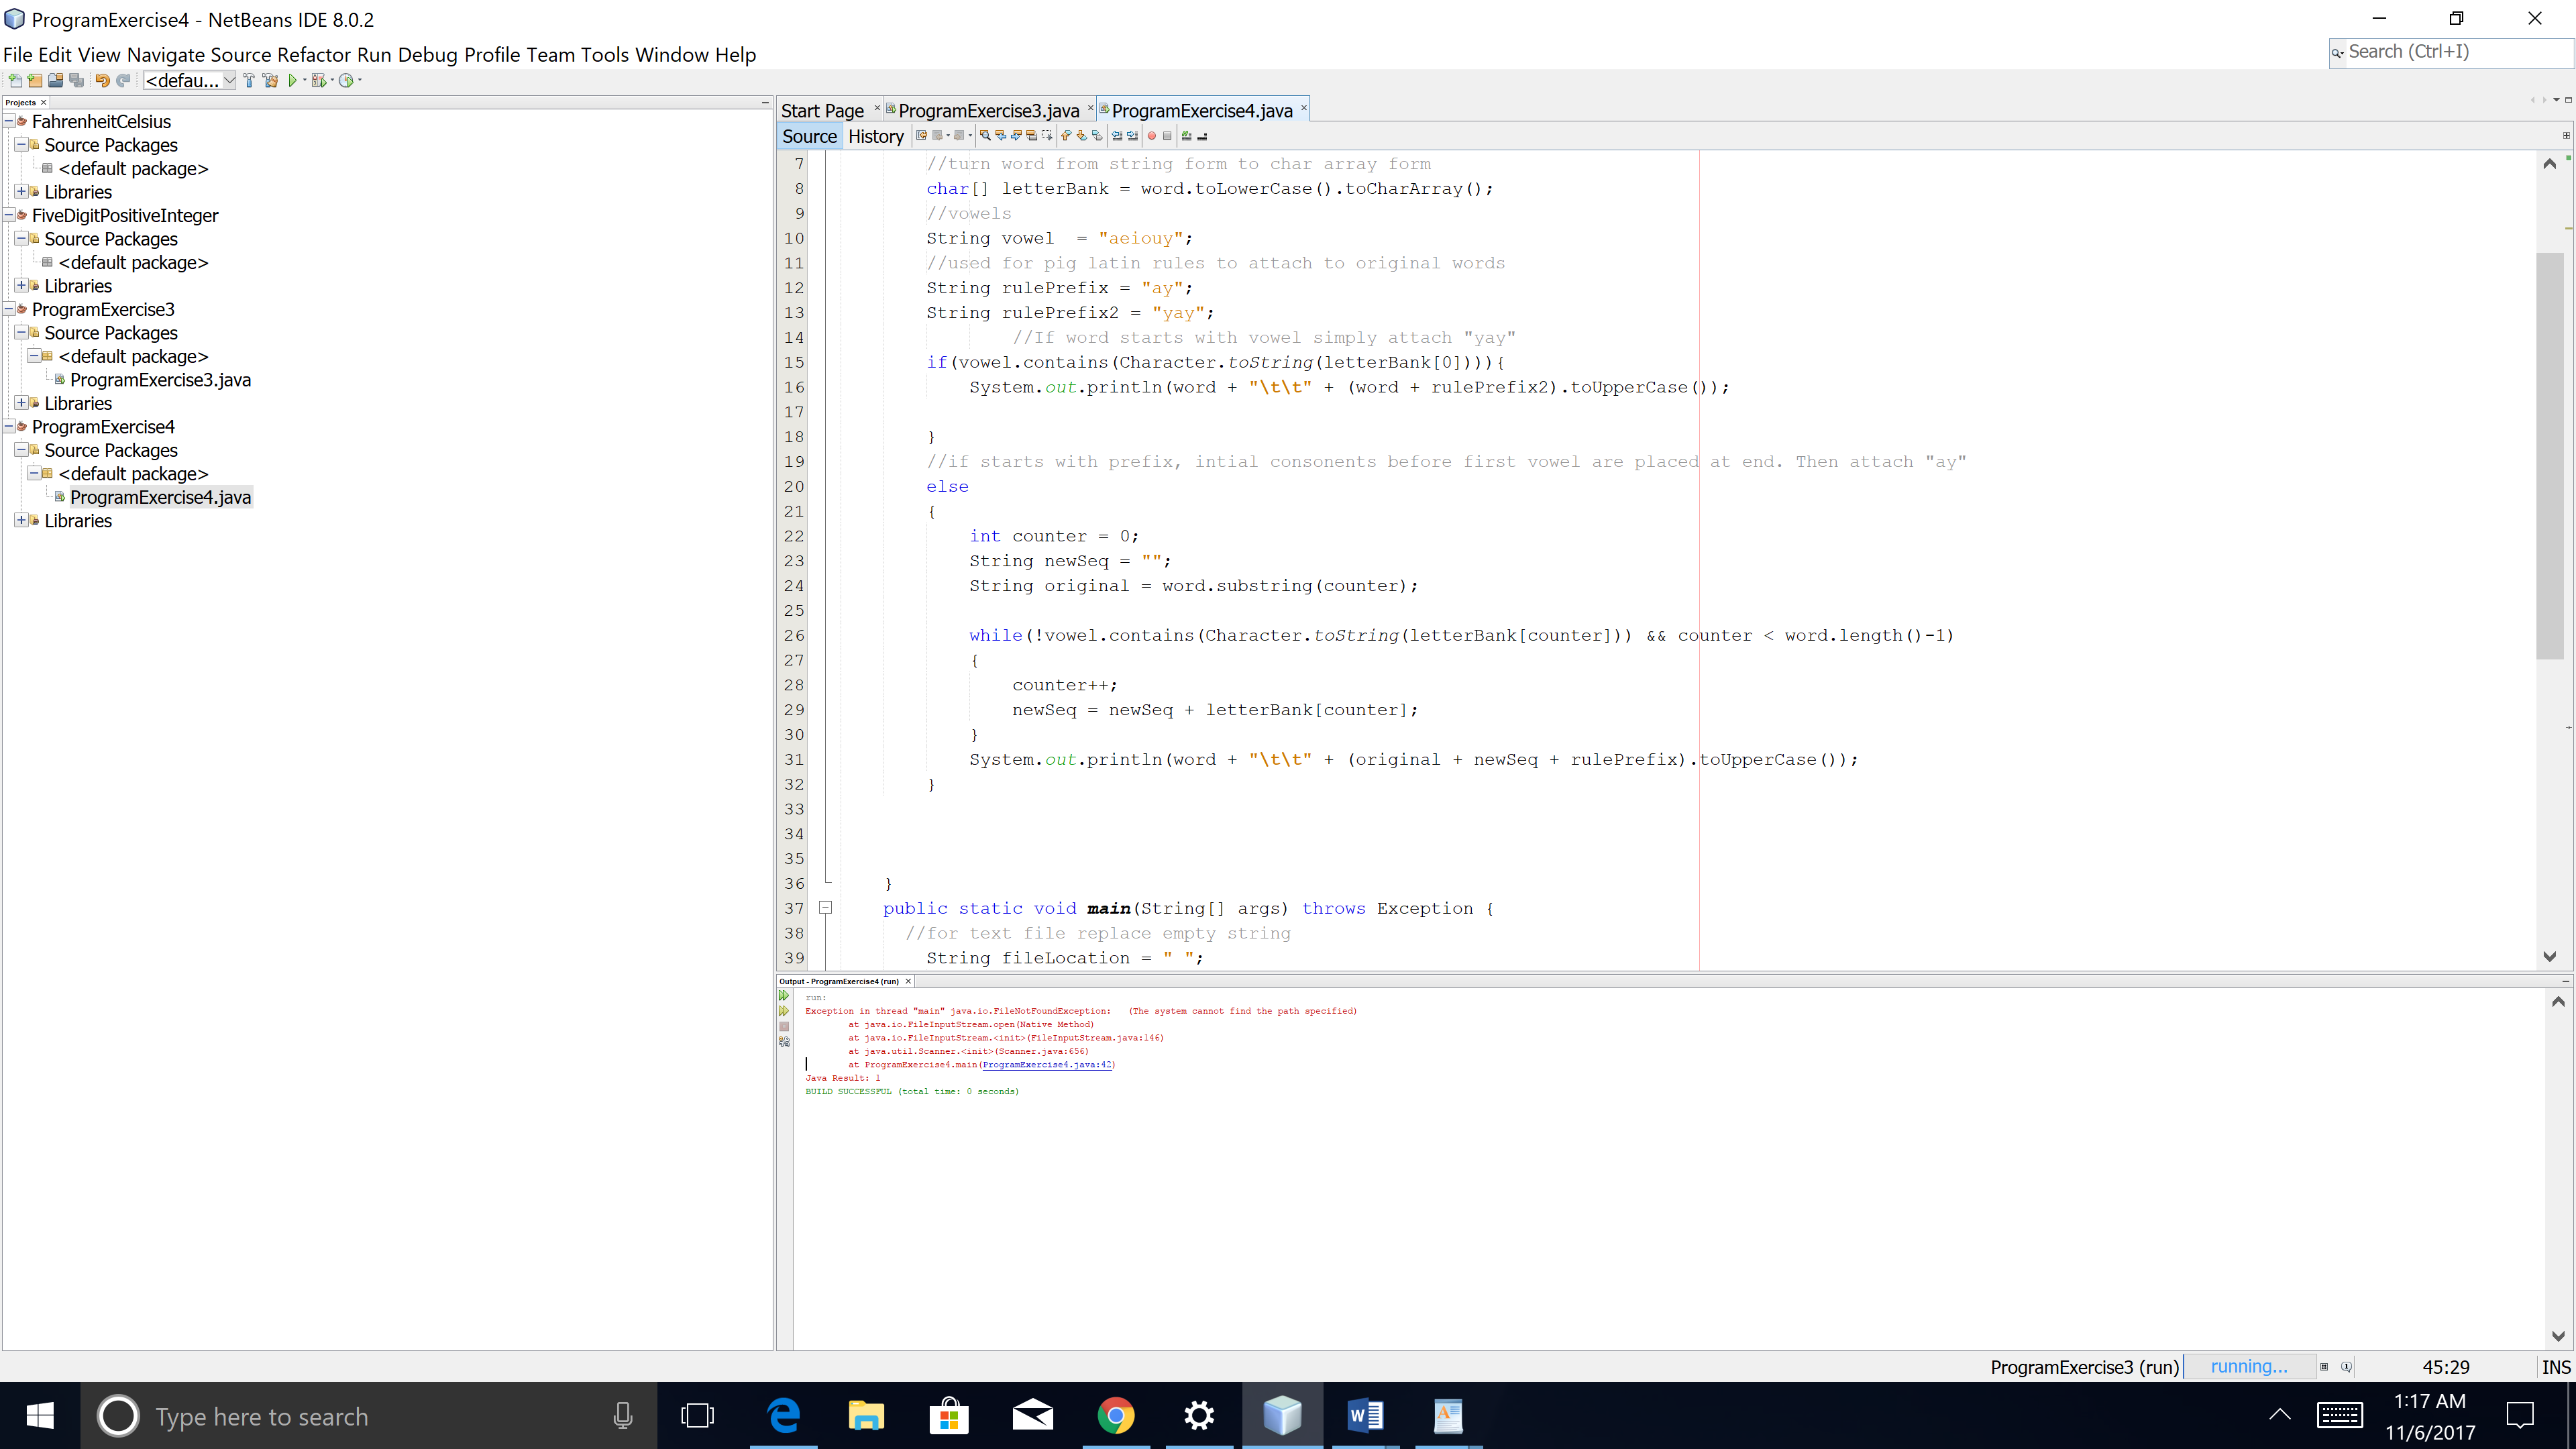 ProgramExercise4 - NetBeans IDE 8.0.2
File Edit View Navigate Source Refactor Run Debug Profile Team Tools Window Help
Search (Ctrl+I)
<defau...
Projects
FahrenheitCelsius
Source Packages
<default package>
Libraries
FiveDigitPositiveInteger
Source Packages
<default package>
Libraries
ProgramExercise3
Source Packages
<default package>
ProgramExercise3.java
Libraries
ProgramExercise4
Source Packages
<default package>
ProgramExercise4.java
Libraries
Start Page ProgramExercise3.java ProgramExercise4.java
Source History
7 //turn word from string form to char array form
8 char[] letterBank = word.toLowerCase().toCharArray();
9 //vowels
10 String vowel  = "aeiouy";
11 //used for pig latin rules to attach to original words
12 String rulePrefix = "ay";
13 String rulePrefix2 = "yay";
14 //If word starts with vowel simply attach "yay"
15 if(vowel.contains(Character.toString(letterBank[0]))){
16 System.out.println(word + "\t\t" + (word + rulePrefix2).toUpperCase());
17
18 }
19 //if starts with prefix, intial consonents before first vowel are placed at end. Then attach "ay"
20 else
21 {
22 int counter = 0;
23 String newSeq = "";
24 String original = word.substring(counter);
25
26 while(!vowel.contains(Character.toString(letterBank[counter])) && counter < word.length()-1)
27 {
28 counter++;
29 newSeq = newSeq + letterBank[counter];
30 }
31 System.out.println(word + "\t\t" + (original + newSeq + rulePrefix).toUpperCase());
32 }
33
34
35
36 }
37 public static void main(String[] args) throws Exception {
38 //for text file replace empty string
39 String fileLocation = " ";
Output - ProgramExercise4 (run)
run:
Exception in thread "main" java.io.FileNotFoundException:   (The system cannot find the path specified)
at java.io.FileInputStream.open(Native Method)
at java.io.FileInputStream.<init>(FileInputStream.java:146)
at java.util.Scanner.<init>(Scanner.java:656)
at ProgramExercise4.main(ProgramExercise4.java:42)
Java Result: 1
BUILD SUCCESSFUL (total time: 0 seconds)
ProgramExercise3 (run) running... 45:29 INS
Type here to search
1:17 AM
11/6/2017